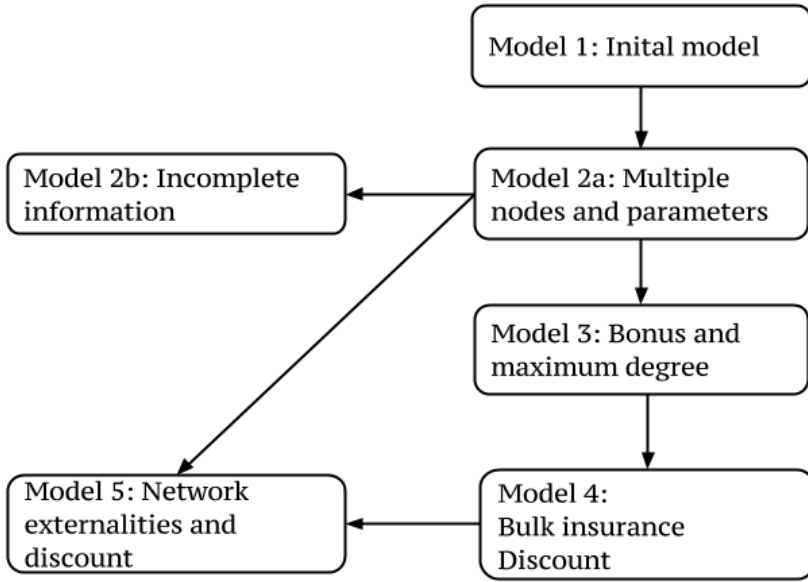 Model 1: Inital model
Model 2b: Incomplete
information
Model 2a: Multiple
nodes and parameters
Model 3: Bonus and
maximum degree
Model 5: Network
externalities and
discount
Model 4:
Bulk insurance
Discount